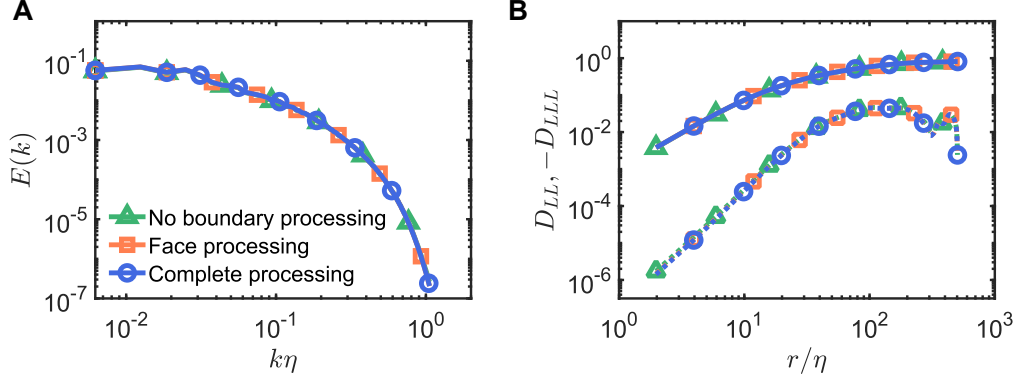 A
B
10^-1
10^-3
10^-5
10^-7
E(k)
No boundary processing
Face processing
Complete processing
10^-2
10^-1
10^0
kη
10^0
10^-2
10^-4
10^-6
D_LL, -D_LLL
10^0
10^1
10^2
10^3
r/η